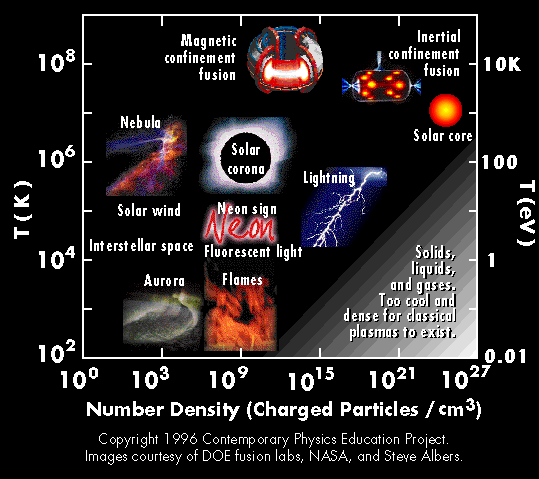 Magnetic
confinement
fusion
Inertial
confinement
fusion
Solar core
Nebula
Solar
corona
Lightning
Solar wind
Neon sign
Neon
Interstellar space
Fluorescent light
Aurora
Flames
Solids,
liquids,
and gases.
Too cool and
dense for classical
plasmas to exist.
T(K)
10⁸
10⁶
10⁴
10²
T(eV)
10K
100
1
0.01
10⁰ 10³ 10⁹ 10¹⁵ 10²¹ 10²⁷
Number Density (Charged Particles / cm³)
Copyright 1996 Contemporary Physics Education Project.
Images courtesy of DOE fusion labs, NASA, and Steve Albers.